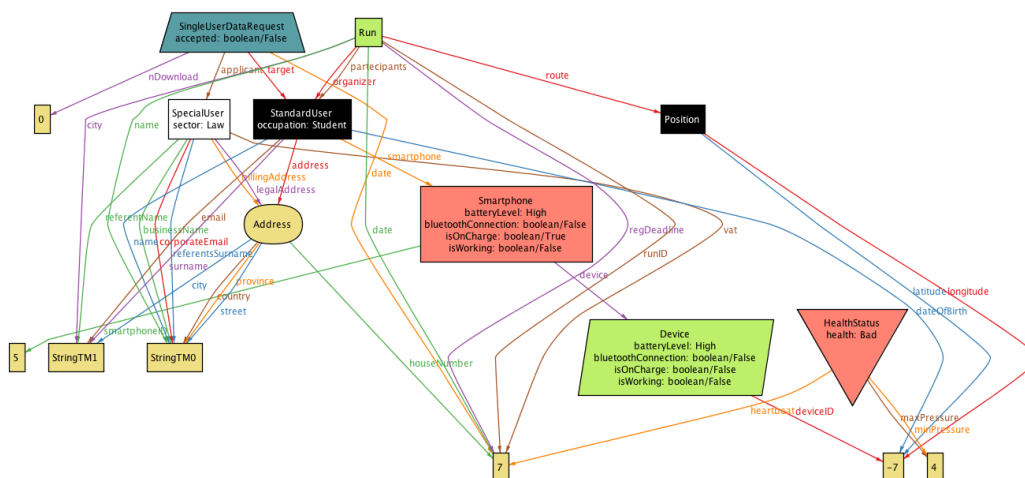 SingleUserDataRequest
accepted: boolean/False
Run
applicant
target
partecipants
organizer
nDownload
route
0
city
name
SpecialUser
sector: Law
StandardUser
occupation: Student
Position
smartphone
address
billingAddress
legalAddress
date
Smartphone
batteryLevel: High
bluetoothConnection: boolean/False
isOnCharge: boolean/True
isWorking: boolean/False
referentName
email
businessName
Address
date
regDeadline
vat
name
corporateEmail
referentsSurname
runID
surname
device
city
province
country
latitude
longitude
street
dateOfBirth
smartphoneID
HealthStatus
health: Bad
Device
batteryLevel: High
bluetoothConnection: boolean/False
isOnCharge: boolean/False
isWorking: boolean/False
5
StringTM1
StringTM0
houseNumber
heartbeat
deviceID
maxPressure
minPressure
7
-7
4